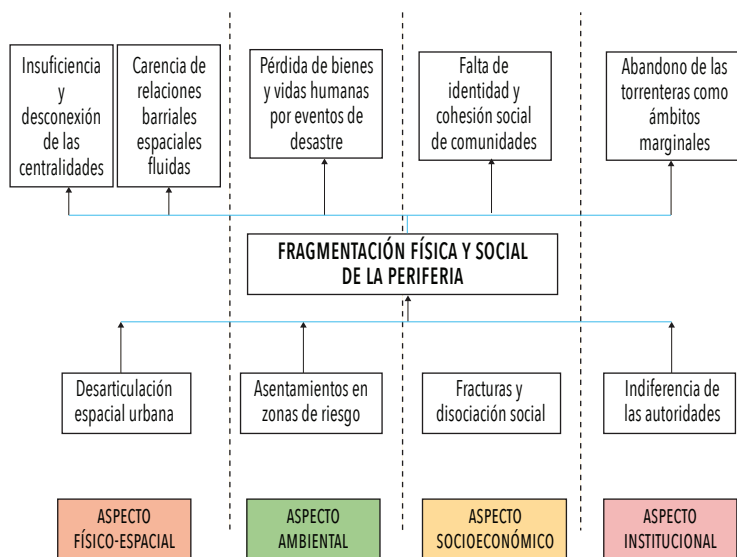 Insuficiencia
y
desconexión
de las
centralidades
Carencia de
relaciones
barriales
espaciales
fluidas
Pérdida de bienes
y vidas humanas
por eventos de
desastre
Falta de
identidad y
cohesión social
de comunidades
Abandono de las
torrenteras como
ámbitos
marginales
FRAGMENTACIÓN FÍSICA Y SOCIAL
DE LA PERIFERIA
Desarticulación
espacial urbana
Asentamientos en
zonas de riesgo
Fracturas y
disociación social
Indiferencia de
las autoridades
ASPECTO
FÍSICO-ESPACIAL
ASPECTO
AMBIENTAL
ASPECTO
SOCIOECONÓMICO
ASPECTO
INSTITUCIONAL